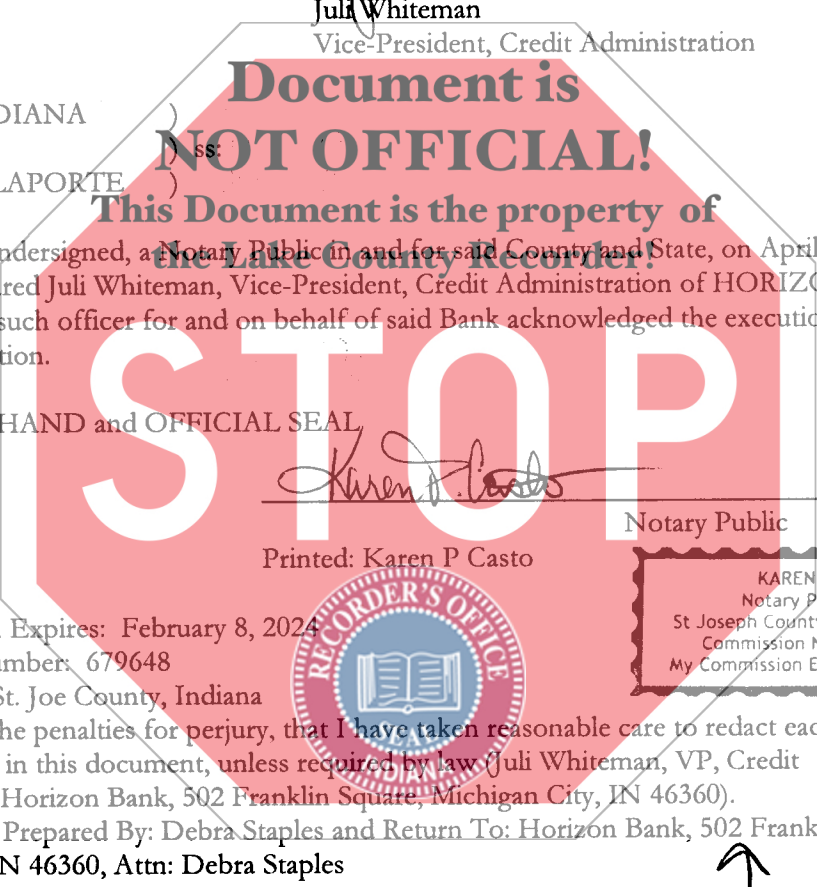 Juli Whiteman
Vice-President, Credit Administration
Document is
NOT OFFICIAL!
This Document is the property of
the Lake County Recorder!
DIANA )
) ss:
LAPORTE )
ndersigned, a Notary Public in and for said County and State, on April
red Juli Whiteman, Vice-President, Credit Administration of HORIZO
such officer for and on behalf of said Bank acknowledged the executio
tion.
STOP
HAND and OFFICIAL SEAL
Karen P. Casto
Notary Public
Printed: Karen P Casto
KAREN
Notary P
St Joseph County
Commission N
My Commission E
Expires: February 8, 2024
umber: 679648
St. Joe County, Indiana
RECORDER'S OFFICE
SEAL
INDIANA
he penalties for perjury, that I have taken reasonable care to redact eac
in this document, unless required by law (Juli Whiteman, VP, Credit
Horizon Bank, 502 Franklin Square, Michigan City, IN 46360).
Prepared By: Debra Staples and Return To: Horizon Bank, 502 Frank
N 46360, Attn: Debra Staples